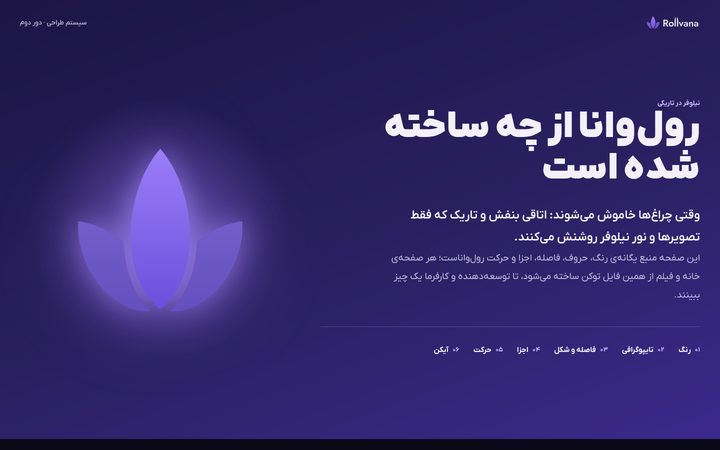 Rollvana
سیستم طراحی · دور دوم
نیلوفر در تاریکی
رول‌وانا از چه ساخته
شده است
وقتی چراغ‌ها خاموش می‌شوند: اتاقی بنفش و تاریک که فقط
تصویرها و نور نیلوفر روشنش می‌کنند.
این صفحه منبع یگانه‌ی رنگ، حروف، فاصله، اجزا و حرکت رول‌واناست؛ هر صفحه‌ی
خانه و فیلم از همین فایل توکن ساخته می‌شود، تا توسعه‌دهنده و کارفرما یک چیز
ببینند.
۰۱ رنگ ۰۲ تایپوگرافی ۰۳ فاصله و شکل ۰۴ اجزا ۰۵ حرکت ۰۶ آیکن